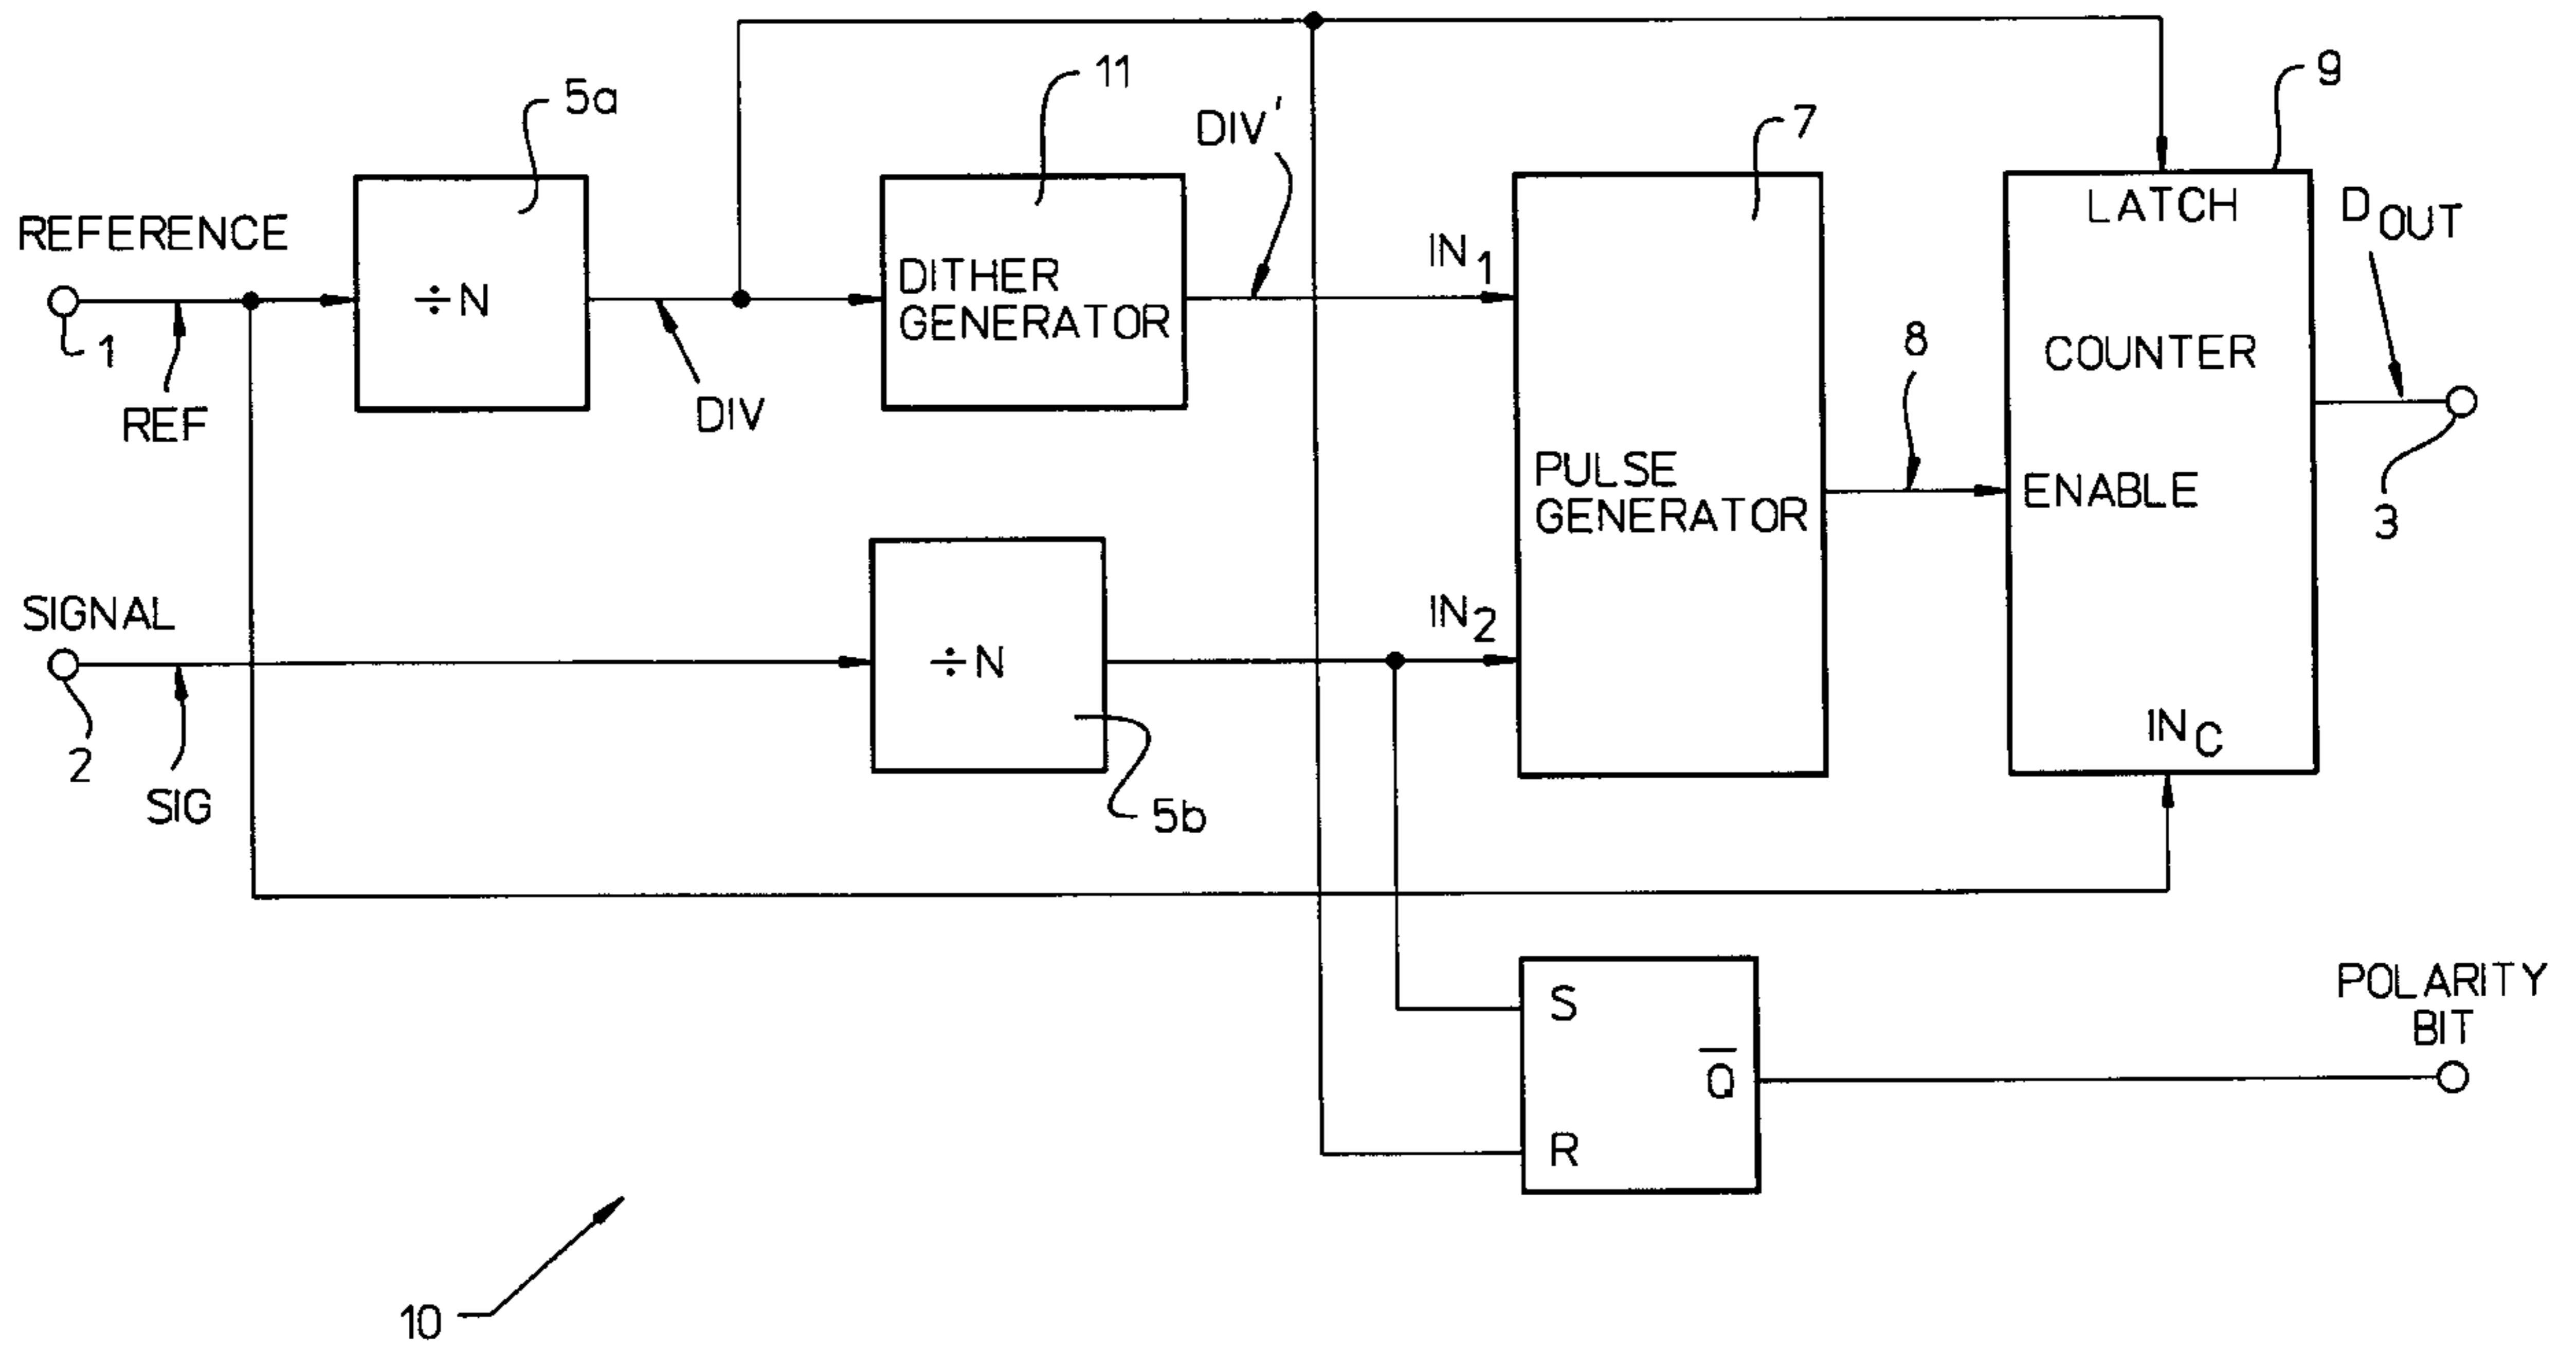 5a
11
DIV'
7
9
REFERENCE
÷N
DITHER
GENERATOR
IN1
LATCH
DOUT
1
REF
DIV
8
COUNTER
PULSE
GENERATOR
ENABLE
3
SIGNAL
÷N
IN2
2
SIG
5b
INC
S
Q̅
R
POLARITY
BIT
10